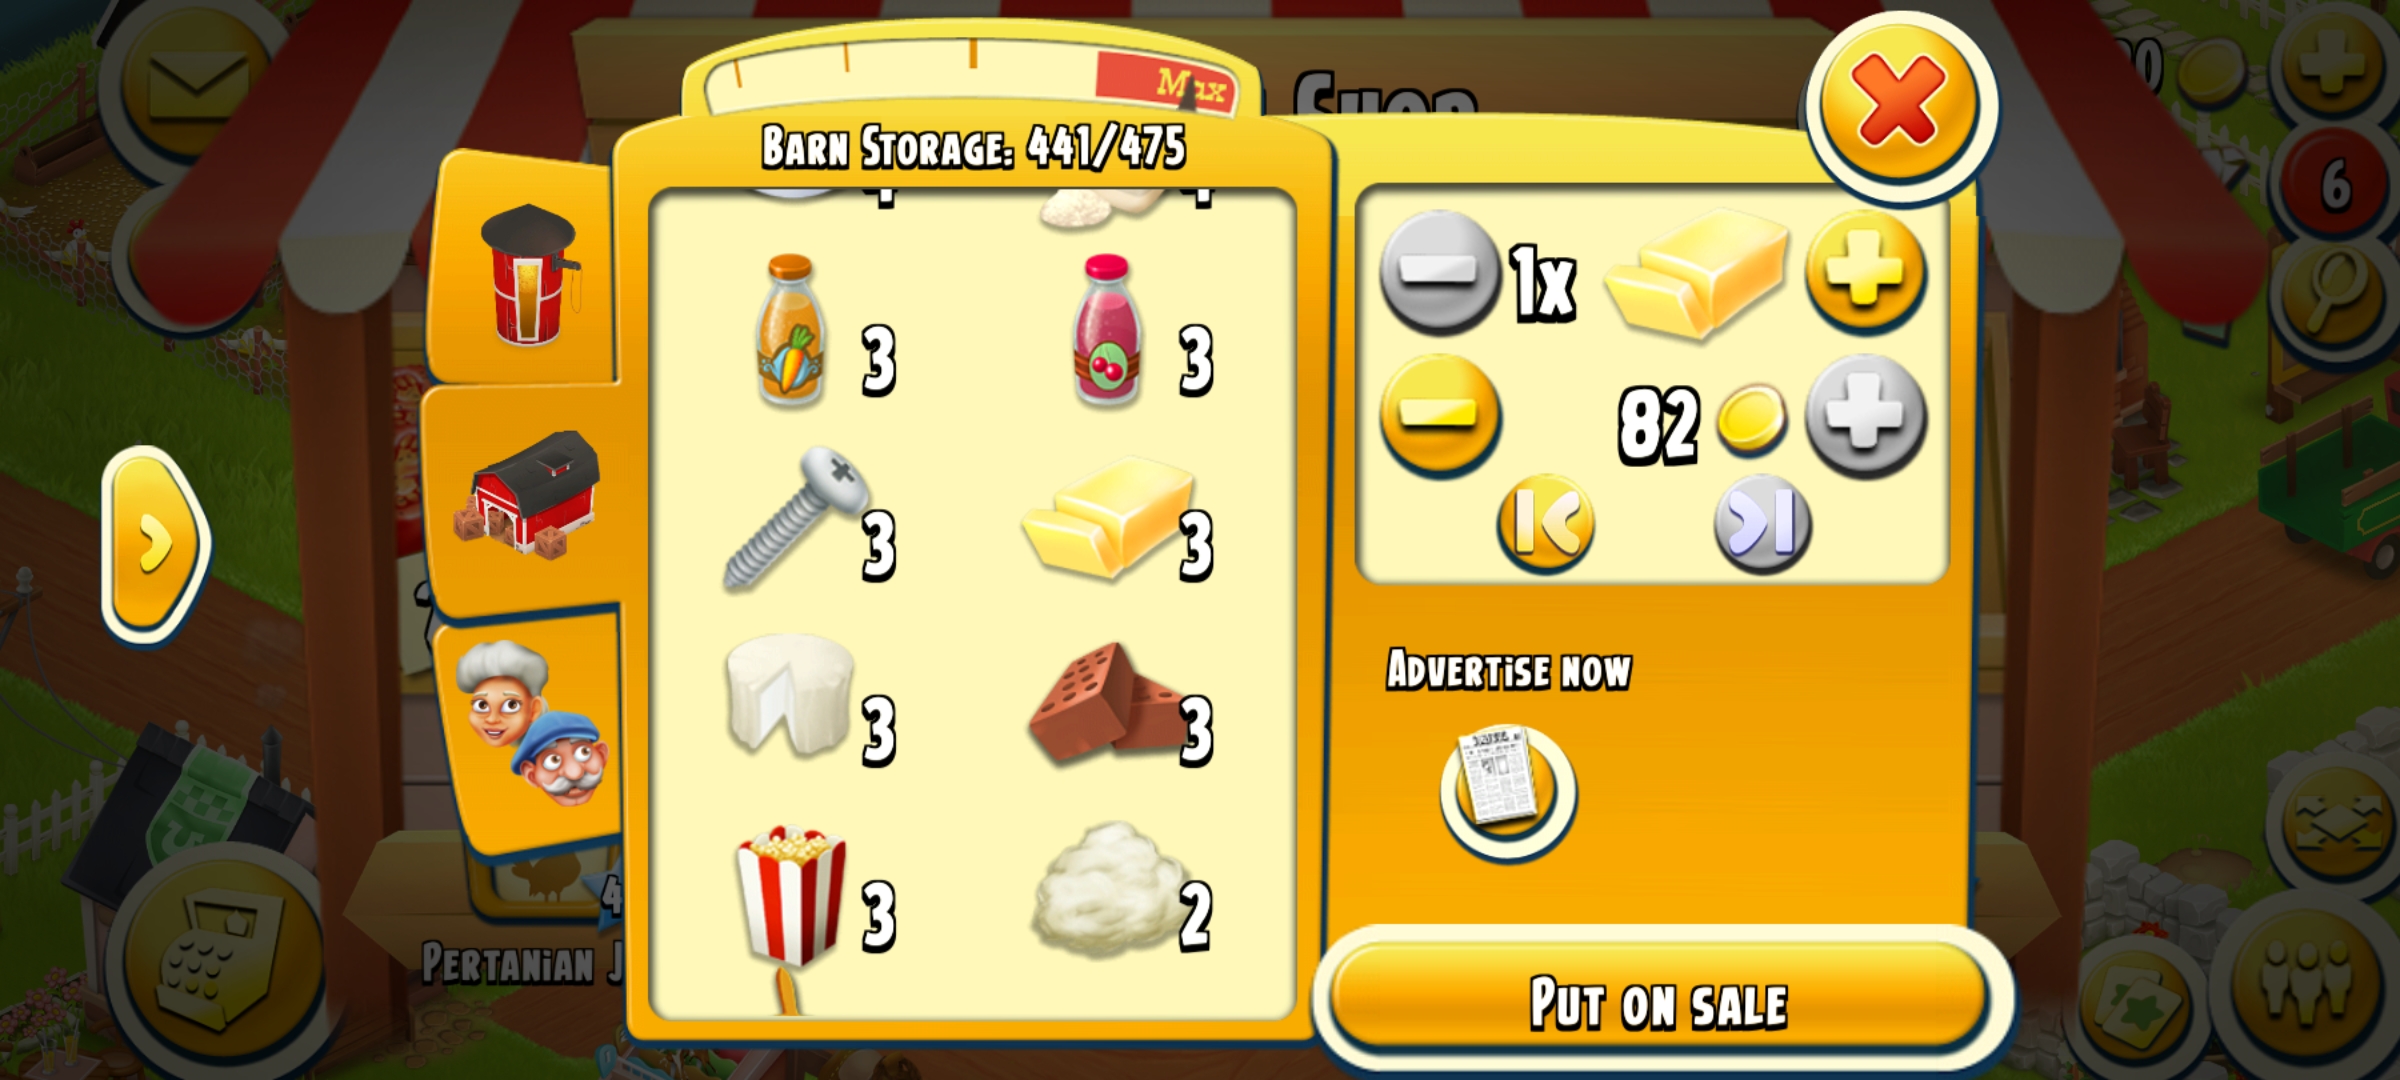 Max
SHOP
BARN STORAGE: 441/475
6
1x
3
3
82
3
3
ADVERTISE NOW
3
3
3
2
PERTANIAN J
PUT ON SALE